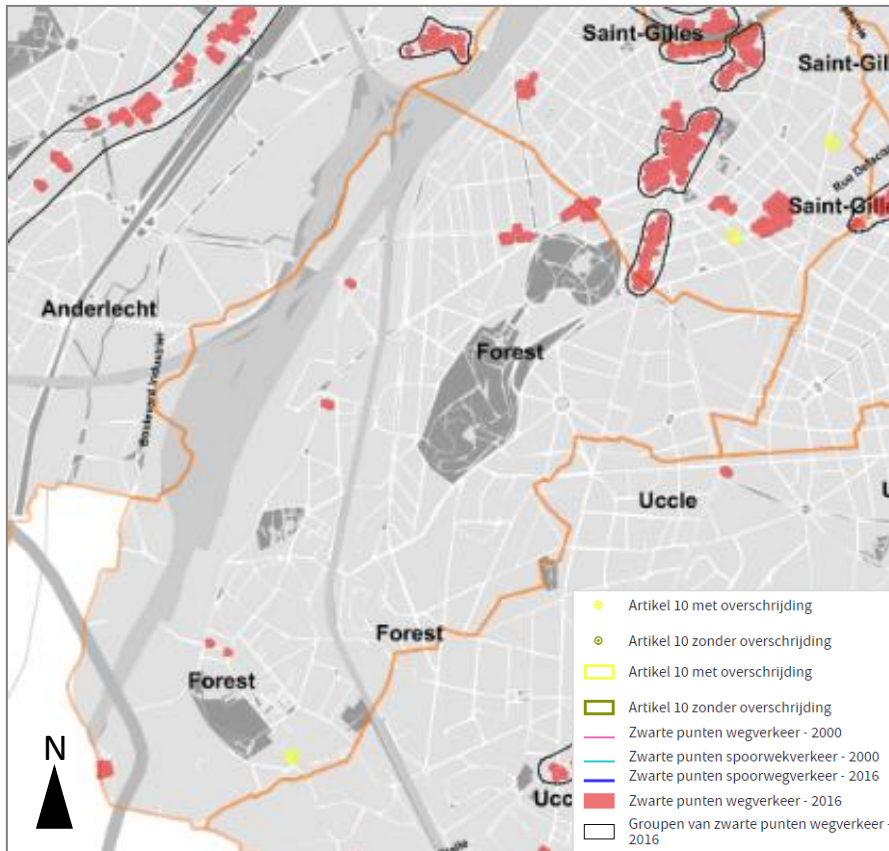 Saint-Gilles
Saint-Gil
Rue Defacq
Saint-Gille
Anderlecht
Boulevard Industriel
Forest
Uccle
U
Forest
Forest
N
Ucc
Artikel 10 met overschrijding
Artikel 10 zonder overschrijding
Artikel 10 met overschrijding
Artikel 10 zonder overschrijding
Zwarte punten wegverkeer - 2000
Zwarte punten spoorwekverkeer - 2000
Zwarte punten spoorwegverkeer - 2016
Zwarte punten wegverkeer - 2016
Groupen van zwarte punten wegverkeer -
2016